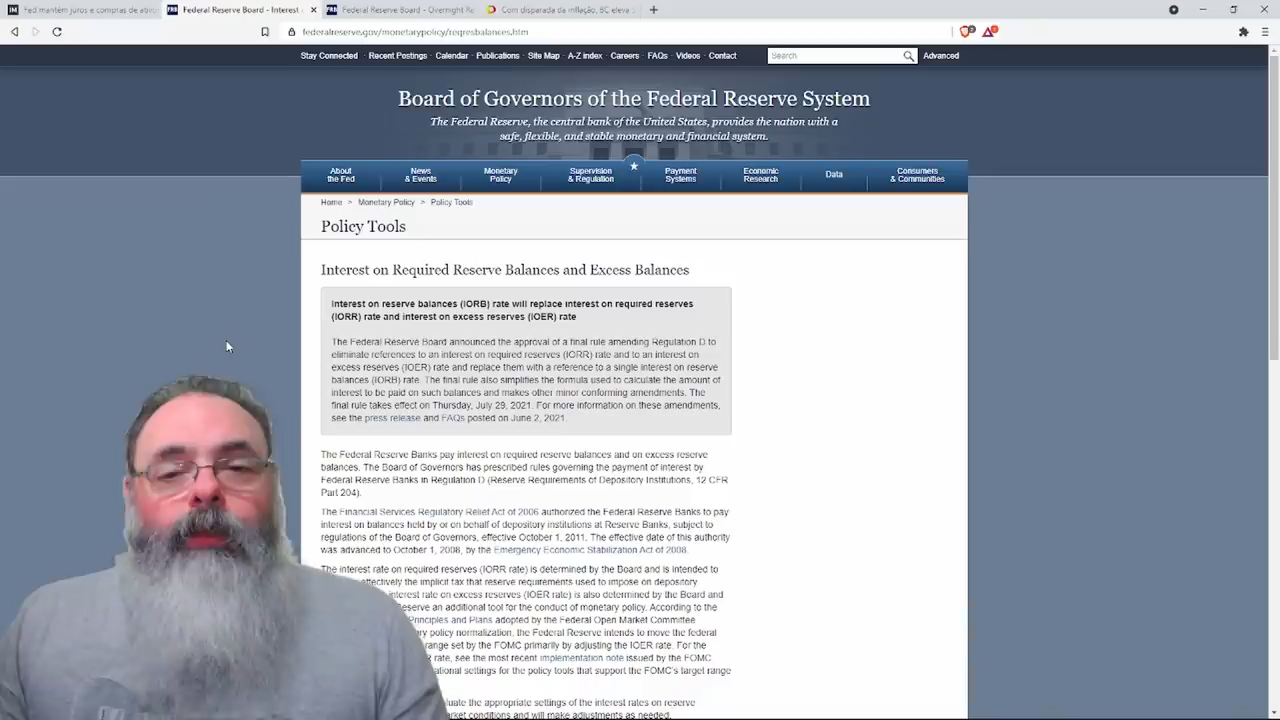 Fed mantém juros e compras de ativ
Federal Reserve Board - Interest
Federal Reserve Board - Overnight Re
Com disparada da inflação, BC eleva
federalreserve.gov/monetarypolicy/reqresbalances.htm
Stay Connected Recent Postings Calendar Publications Site Map A-Z Index Careers FAQs Videos Contact
Search
Advanced
Board of Governors of the Federal Reserve System
The Federal Reserve, the central bank of the United States, provides the nation with a
safe, flexible, and stable monetary and financial system.
About
the Fed
News
& Events
Monetary
Policy
Supervision
& Regulation
Payment
Systems
Economic
Research
Data
Consumers
& Communities
Home > Monetary Policy > Policy Tools
Policy Tools
Interest on Required Reserve Balances and Excess Balances
Interest on reserve balances (IORB) rate will replace interest on required reserves
(IORR) rate and interest on excess reserves (IOER) rate
The Federal Reserve Board announced the approval of a final rule amending Regulation D to
eliminate references to an interest on required reserves (IORR) rate and to an interest on
excess reserves (IOER) rate and replace them with a reference to a single interest on reserve
balances (IORB) rate. The final rule also simplifies the formula used to calculate the amount of
interest to be paid on such balances and makes other minor conforming amendments. The
final rule takes effect on Thursday, July 29, 2021. For more information on these amendments,
see the press release and FAQs posted on June 2, 2021.
The Federal Reserve Banks pay interest on required reserve balances and on excess reserve
balances. The Board of Governors has prescribed rules governing the payment of interest by
Federal Reserve Banks in Regulation D (Reserve Requirements of Depository Institutions, 12 CFR
Part 204).
The Financial Services Regulatory Relief Act of 2006 authorized the Federal Reserve Banks to pay
interest on balances held by or on behalf of depository institutions at Reserve Banks, subject to
regulations of the Board of Governors, effective October 1, 2011. The effective date of this authority
was advanced to October 1, 2008, by the Emergency Economic Stabilization Act of 2008.
The interest rate on required reserves (IORR rate) is determined by the Board and is intended to
effectively the implicit tax that reserve requirements used to impose on depository
interest rate on excess reserves (IOER rate) is also determined by the Board and
eserve an additional tool for the conduct of monetary policy. According to the
Principles and Plans adopted by the Federal Open Market Committee
ry policy normalization, the Federal Reserve intends to move the federal
range set by the FOMC primarily by adjusting the IOER rate. For the
R rate, see the most recent implementation note issued by the FOMC
ational settings for the policy tools that support the FOMC's target range
luate the appropriate settings of the interest rates on reserve
rket conditions and will make adjustments as needed.